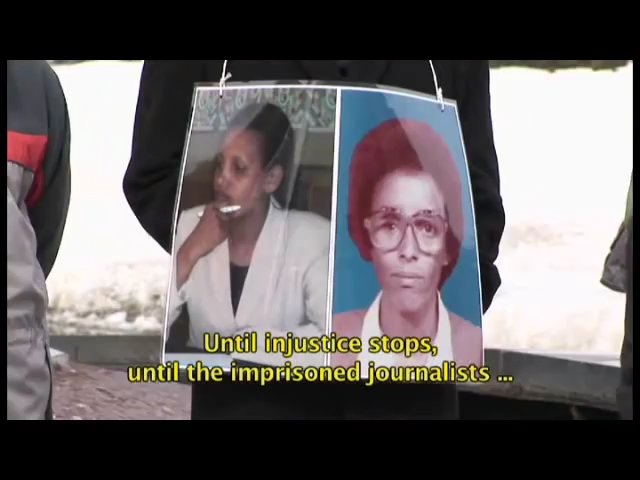 Until injustice stops,
until the imprisoned journalists ...